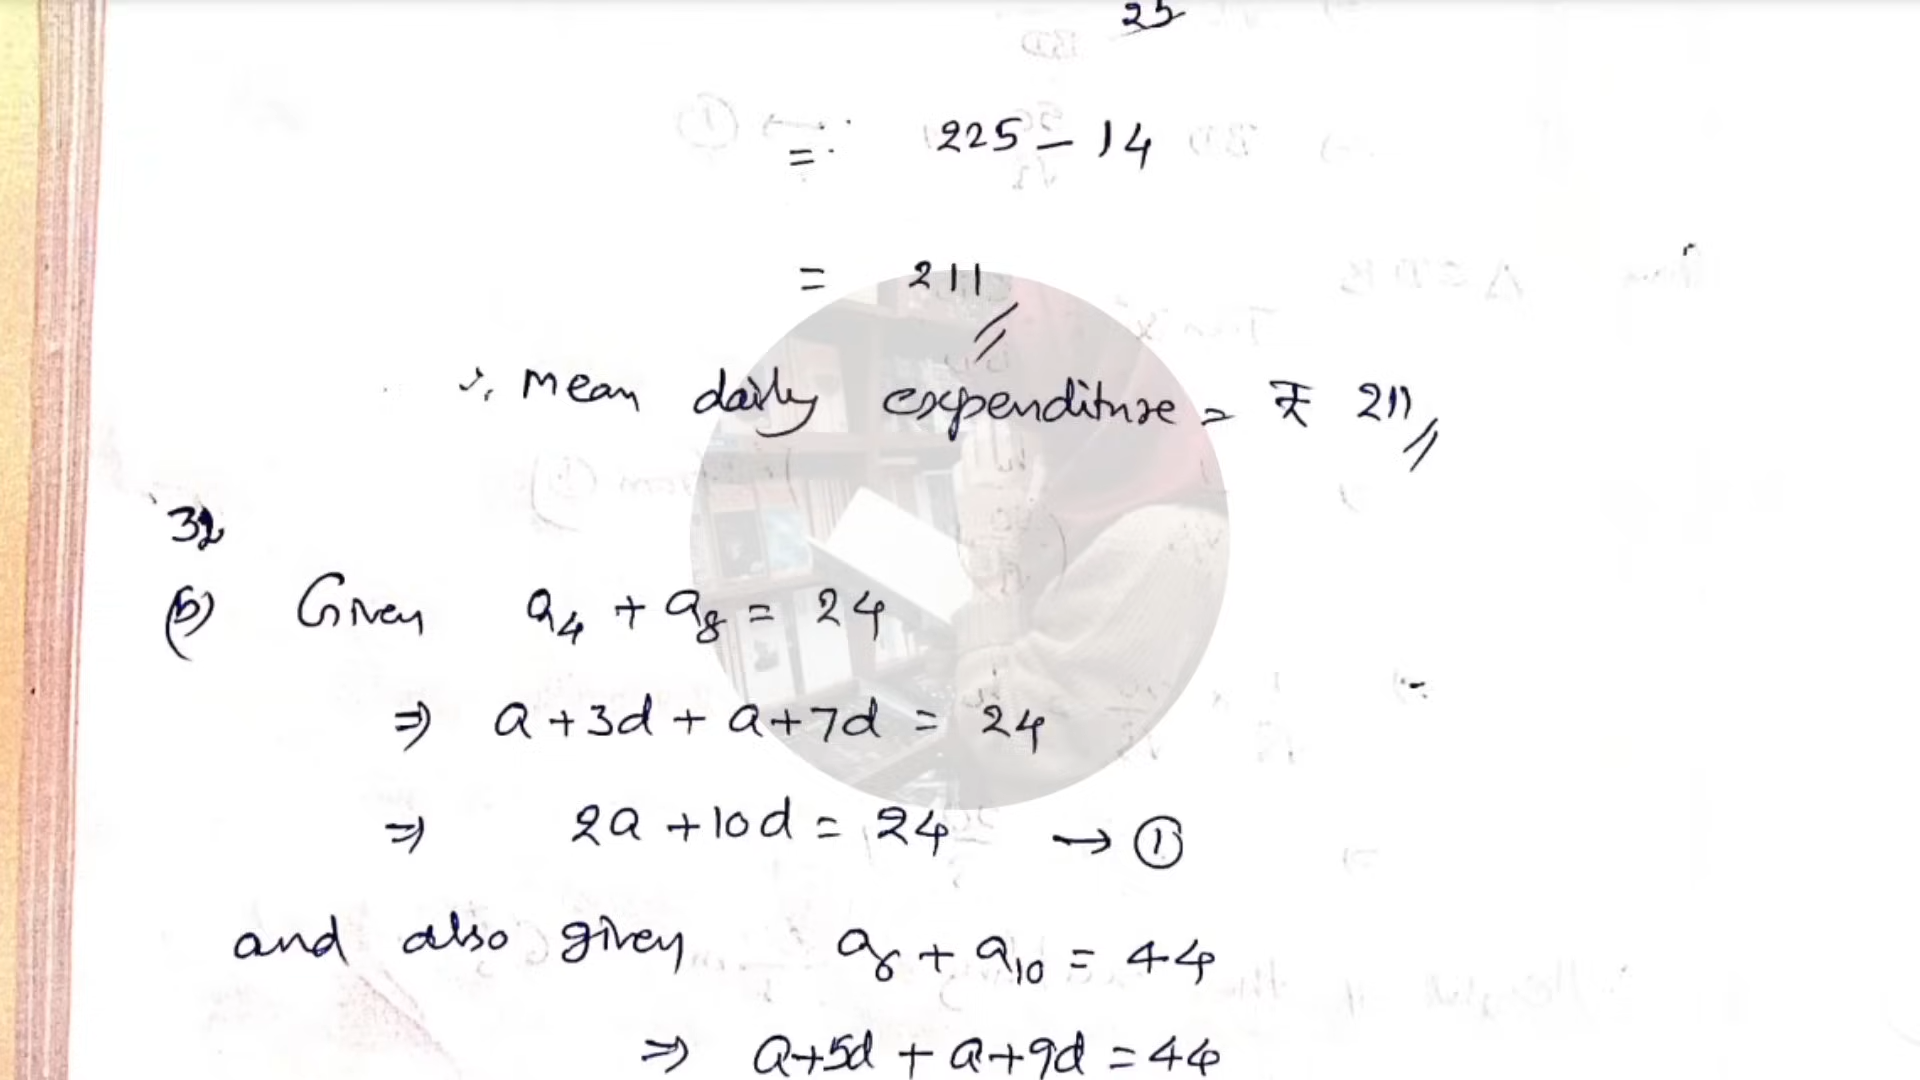 25
= 225 - 14
= 211
∴ Mean daily expenditure = ₹ 211
32
(b) Given a₄ + a₈ = 24
⇒ a + 3d + a + 7d = 24
⇒ 2a + 10d = 24 → ①
and also given a₆ + a₁₀ = 44
⇒ a + 5d + a + 9d = 44